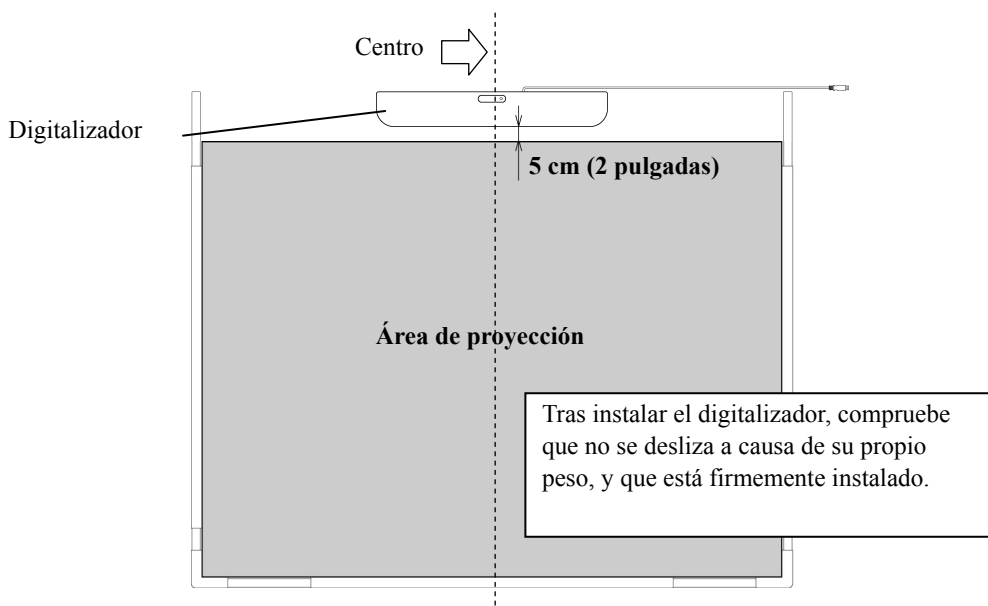 Centro
Digitalizador
5 cm (2 pulgadas)
Área de proyección
Tras instalar el digitalizador, compruebe
que no se desliza a causa de su propio
peso, y que está firmemente instalado.